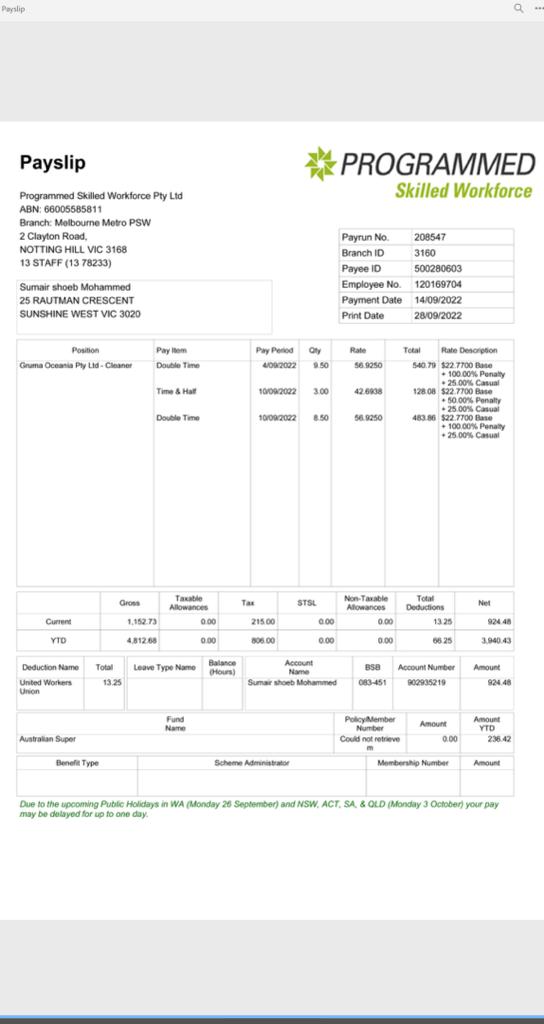 Payslip
Payslip
PROGRAMMED
Skilled Workforce
Programmed Skilled Workforce Pty Ltd
ABN: 66005585811
Branch: Melbourne Metro PSW
2 Clayton Road,
NOTTING HILL VIC 3168
13 STAFF (13 78233)
Payrun No. 208547
Branch ID 3160
Payee ID 500280603
Employee No. 120169704
Payment Date 14/09/2022
Print Date 28/09/2022
Sumair shoeb Mohammed
25 RAUTMAN CRESCENT
SUNSHINE WEST VIC 3020
Position Pay Item Pay Period Qty Rate Total Rate Description
Gruma Oceania Pty Ltd - Cleaner Double Time 4/09/2022 9.50 56.9250 540.79 $22.7700 Base
+ 100.00% Penalty
+ 25.00% Casual
Time & Half 10/09/2022 3.00 42.6938 128.08 $22.7700 Base
+ 50.00% Penalty
+ 25.00% Casual
Double Time 10/09/2022 8.50 56.9250 483.86 $22.7700 Base
+ 100.00% Penalty
+ 25.00% Casual
Gross Taxable Allowances Tax STSL Non-Taxable Allowances Total Deductions Net
Current 1,152.73 0.00 215.00 0.00 0.00 13.25 924.48
YTD 4,812.68 0.00 806.00 0.00 0.00 66.25 3,940.43
Deduction Name Total Leave Type Name Balance (Hours) Account Name BSB Account Number Amount
United Workers Union 13.25 Sumair shoeb Mohammed 083-451 902935219 924.48
Fund Name Policy/Member Number Amount Amount YTD
Australian Super Could not retrieve m 0.00 236.42
Benefit Type Scheme Administrator Membership Number Amount
Due to the upcoming Public Holidays in WA (Monday 26 September) and NSW, ACT, SA, & QLD (Monday 3 October) your pay
may be delayed for up to one day.